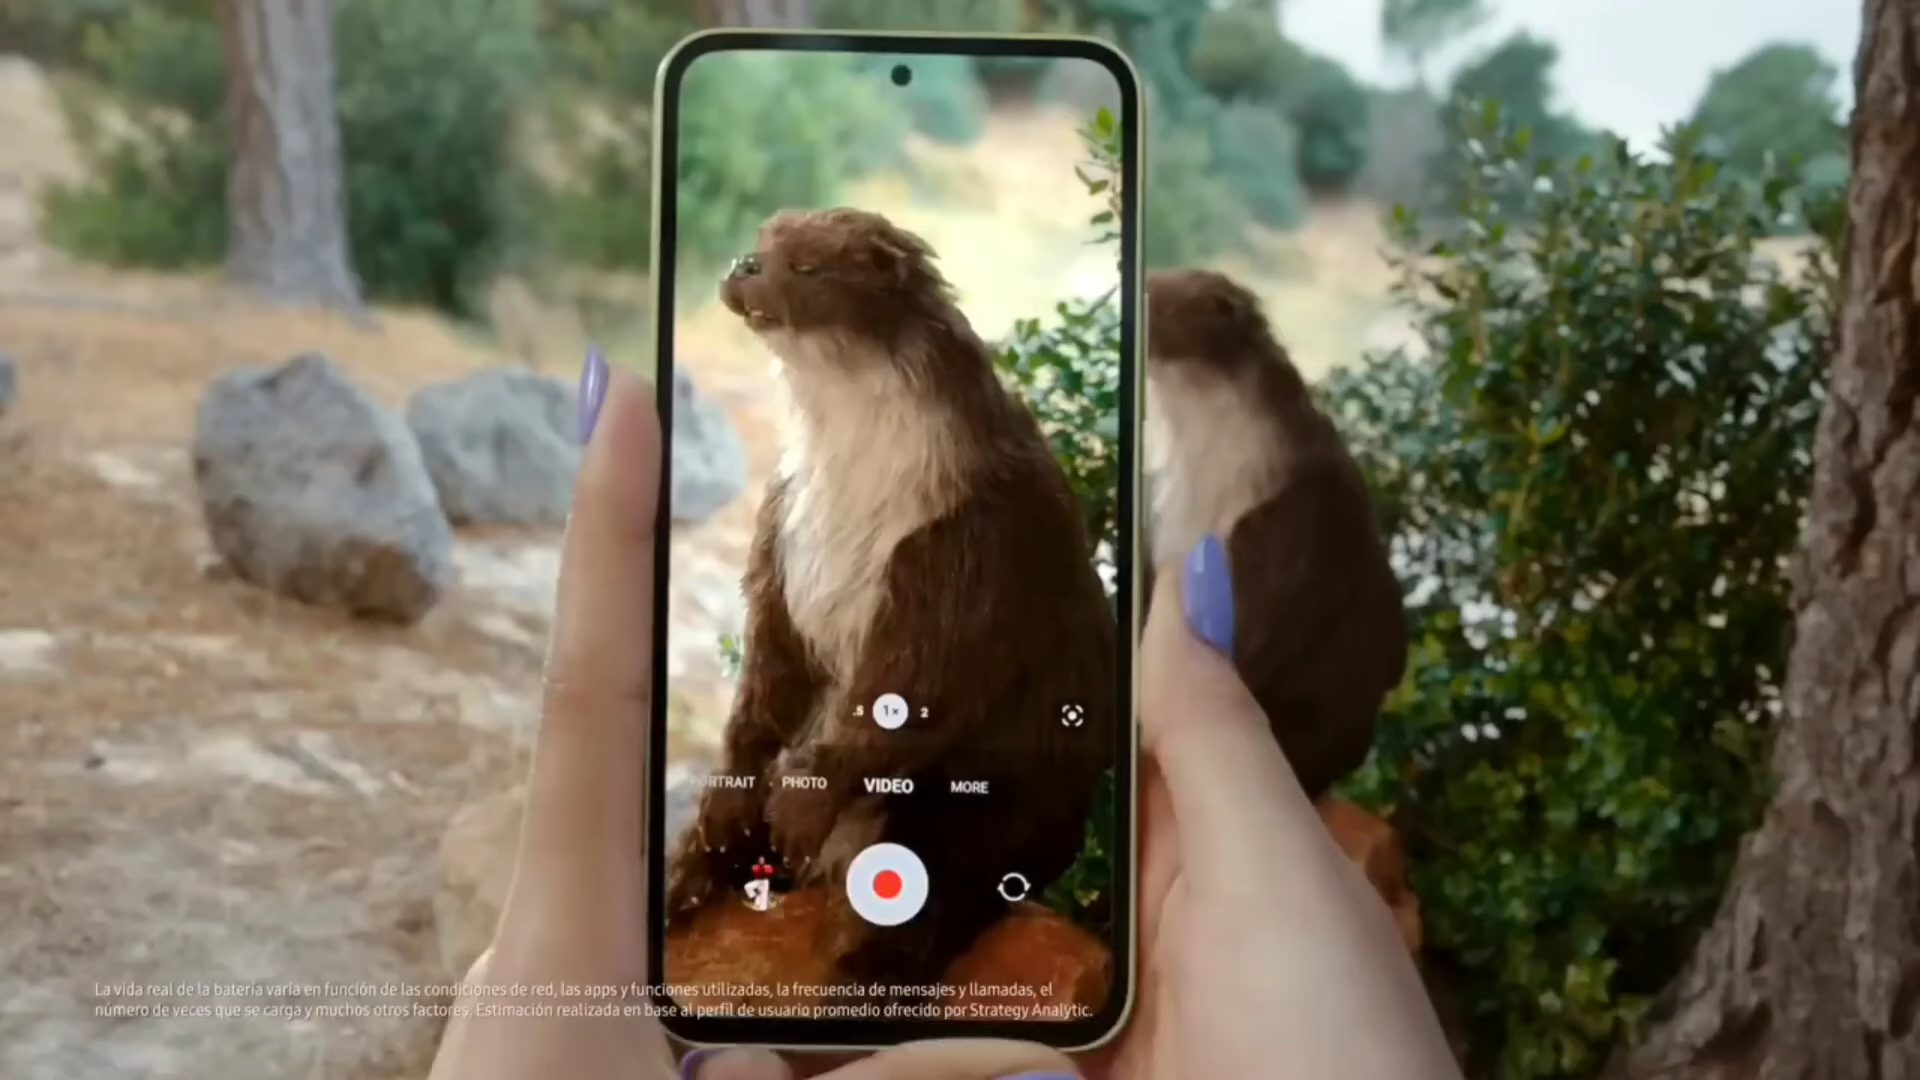 .5 1× 2
PORTRAIT PHOTO VIDEO MORE
La vida real de la batería varía en función de las condiciones de red, las apps y funciones utilizadas, la frecuencia de mensajes y llamadas, el
número de veces que se carga y muchos otros factores. Estimación realizada en base al perfil de usuario promedio ofrecido por Strategy Analytic.